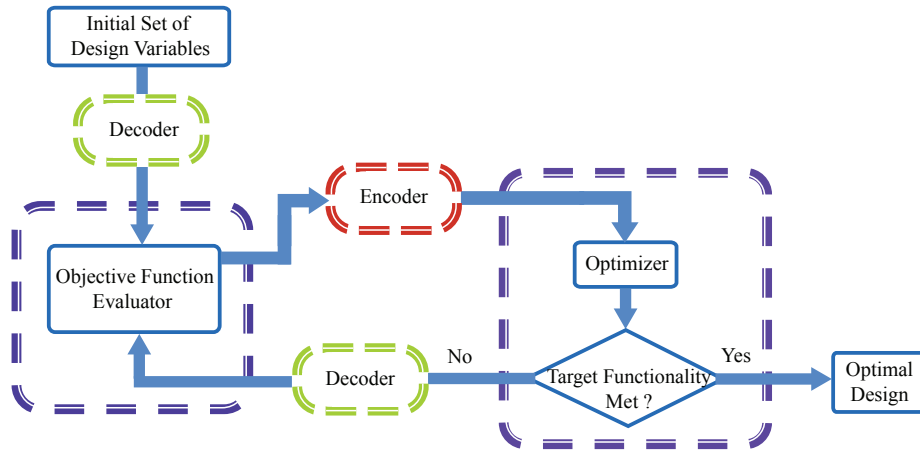 Initial Set of
Design Variables
Decoder
Encoder
Objective Function
Evaluator
Optimizer
No
Yes
Decoder
Target Functionality
Met ?
Optimal
Design